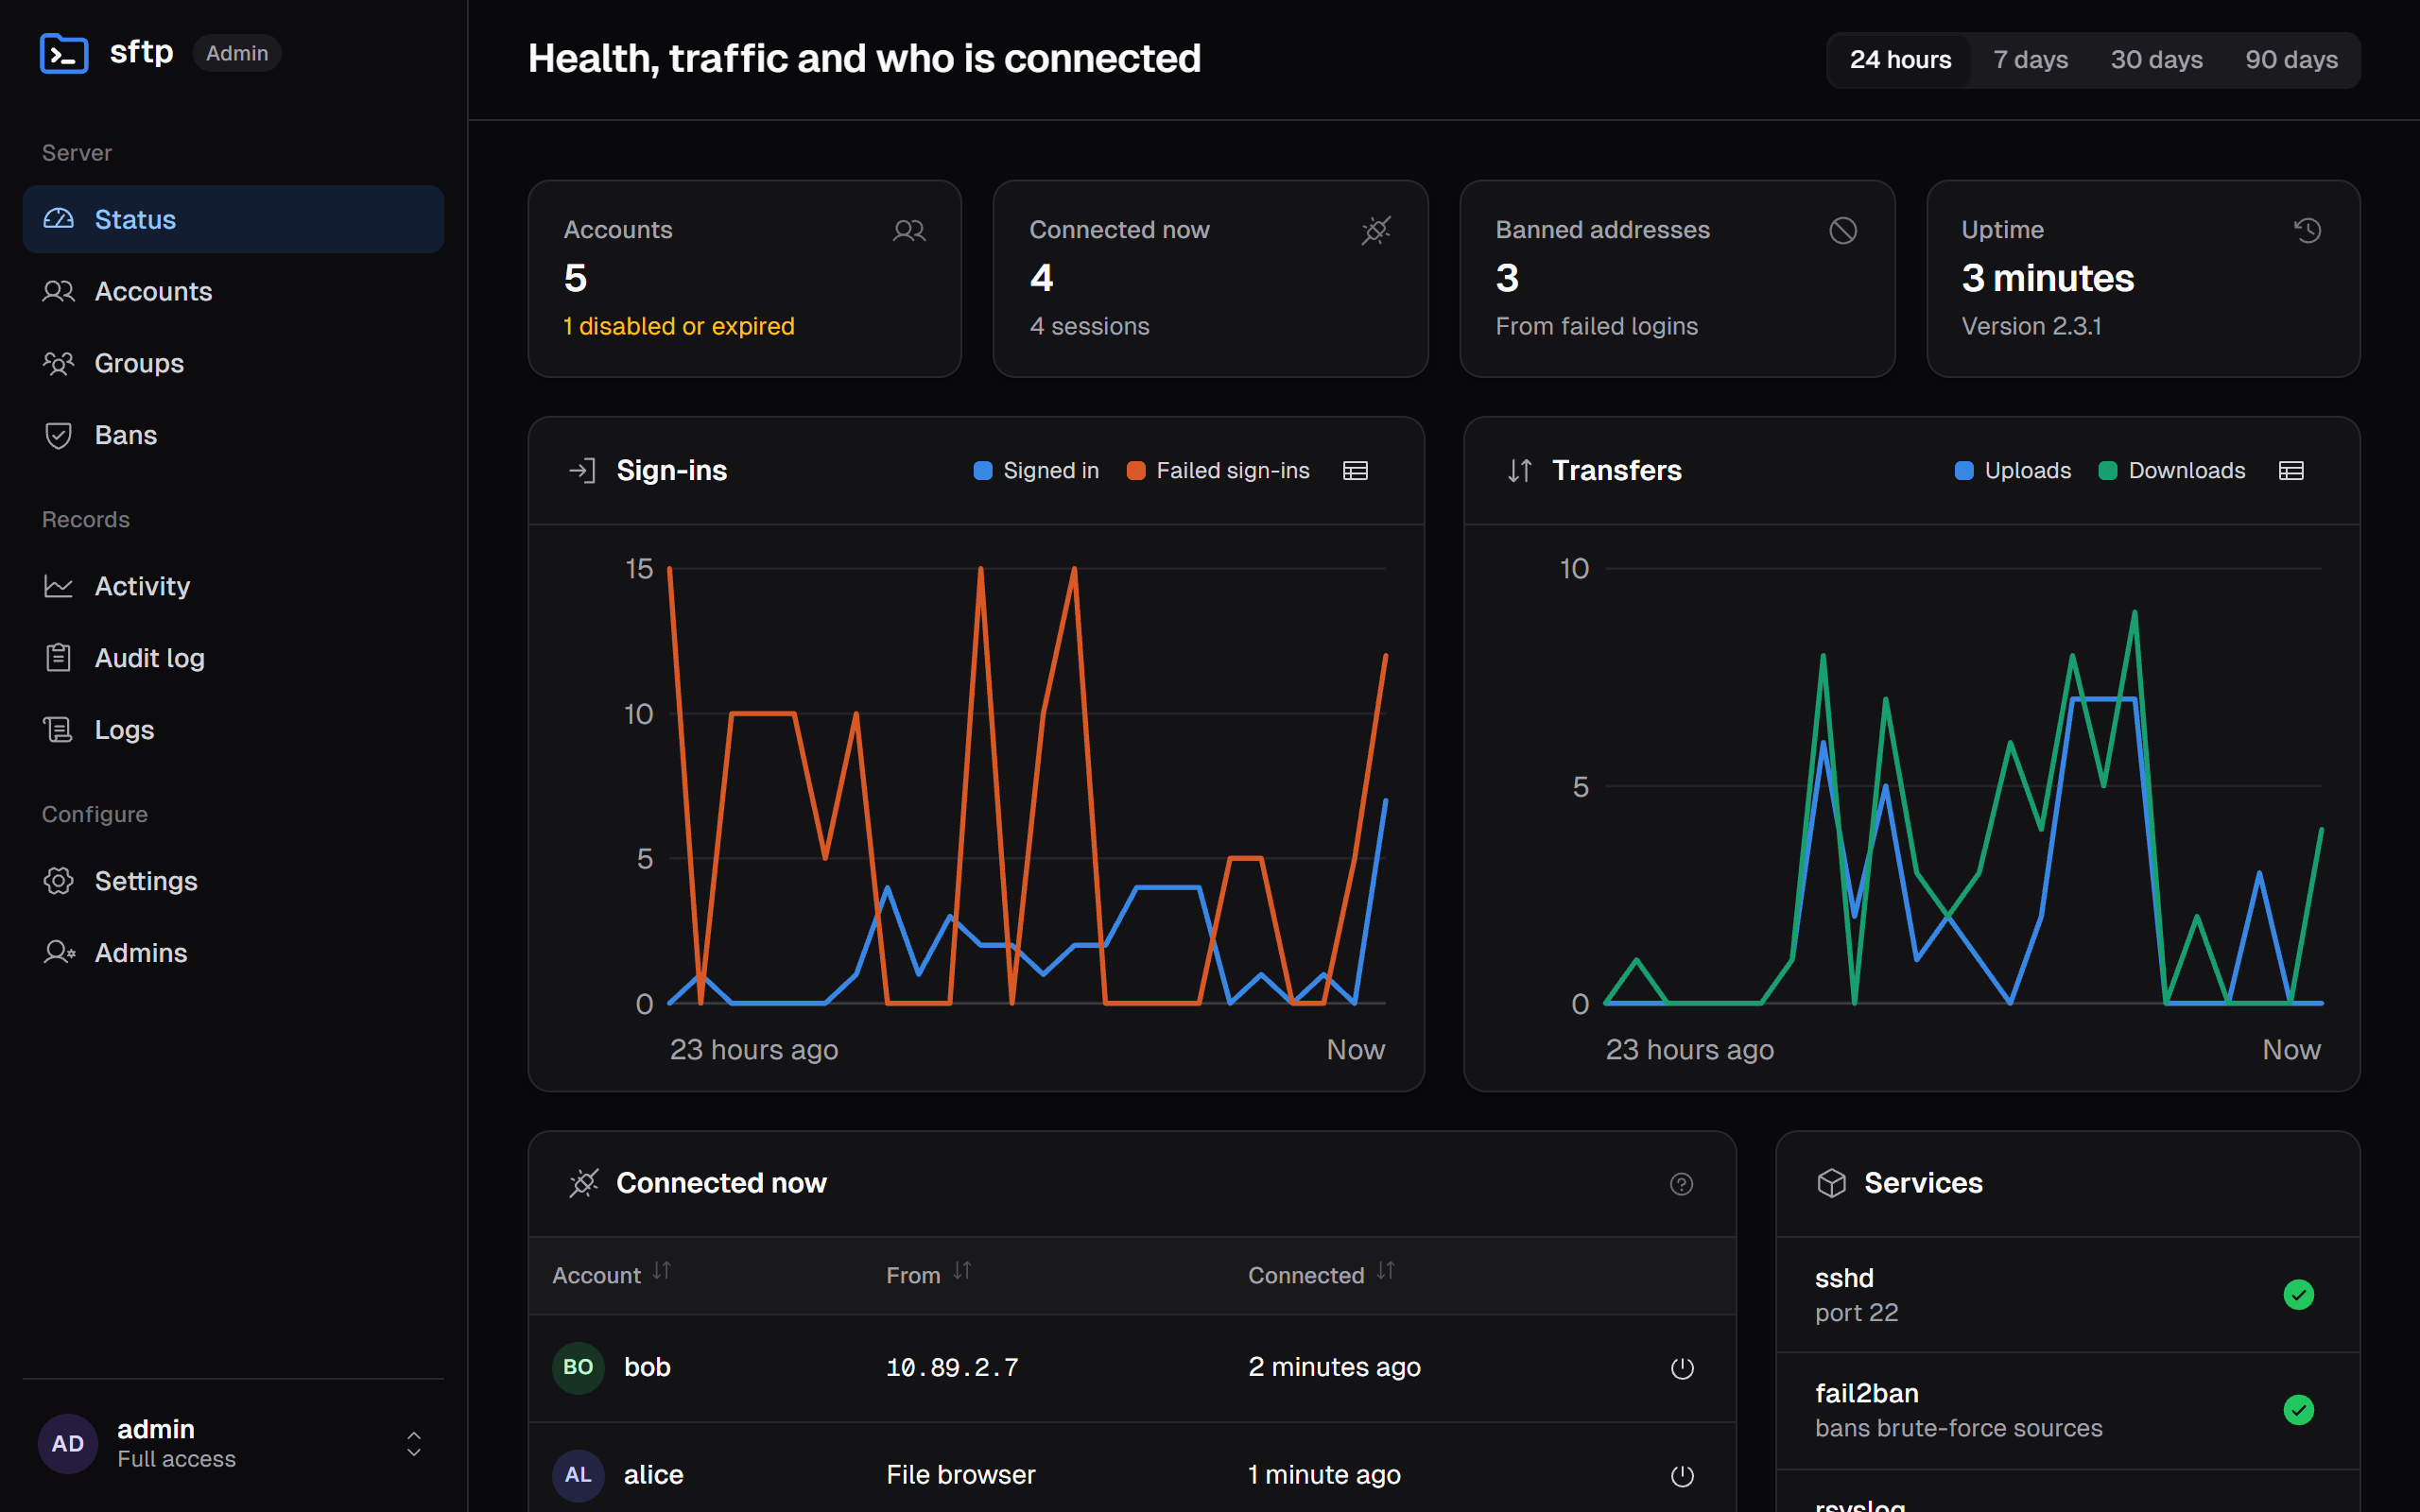 sftp Admin
Server
Status
Accounts
Groups
Bans
Records
Activity
Audit log
Logs
Configure
Settings
Admins
AD
admin
Full access
Health, traffic and who is connected
24 hours 7 days 30 days 90 days
Accounts
5
1 disabled or expired
Connected now
4
4 sessions
Banned addresses
3
From failed logins
Uptime
3 minutes
Version 2.3.1
Sign-ins
Signed in Failed sign-ins
15
10
5
0
23 hours ago Now
Transfers
Uploads Downloads
10
5
0
23 hours ago Now
Connected now
Account From Connected
BO bob 10.89.2.7 2 minutes ago
AL alice File browser 1 minute ago
Services
sshd
port 22
fail2ban
bans brute-force sources
rsyslog